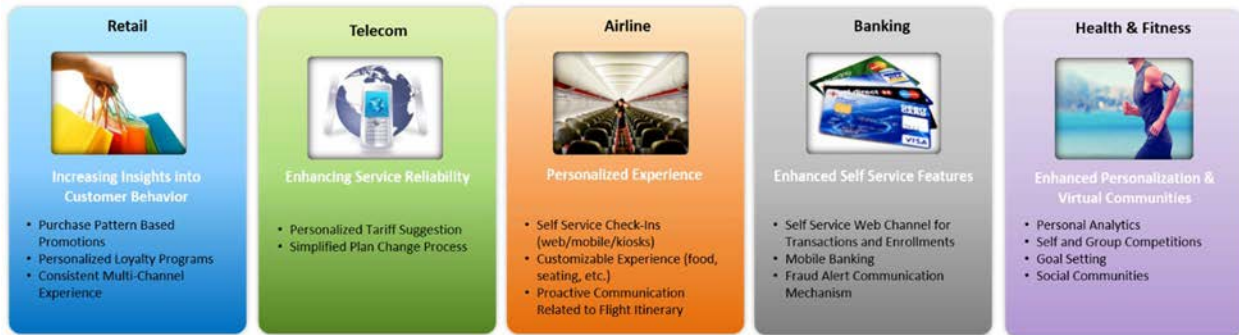 Retail
Increasing Insights into
Customer Behavior
• Purchase Pattern Based
Promotions
• Personalized Loyalty Programs
• Consistent Multi-Channel
Experience
Telecom
Enhancing Service Reliability
• Personalized Tariff Suggestion
• Simplified Plan Change Process
Airline
Personalized Experience
• Self Service Check-Ins
(web/mobile/kiosks)
• Customizable Experience (food,
seating, etc.)
• Proactive Communication
Related to Flight Itinerary
Banking
VISA
Enhanced Self Service Features
• Self Service Web Channel for
Transactions and Enrollments
• Mobile Banking
• Fraud Alert Communication
Mechanism
Health & Fitness
Enhanced Personalization &
Virtual Communities
• Personal Analytics
• Self and Group Competitions
• Goal Setting
• Social Communities